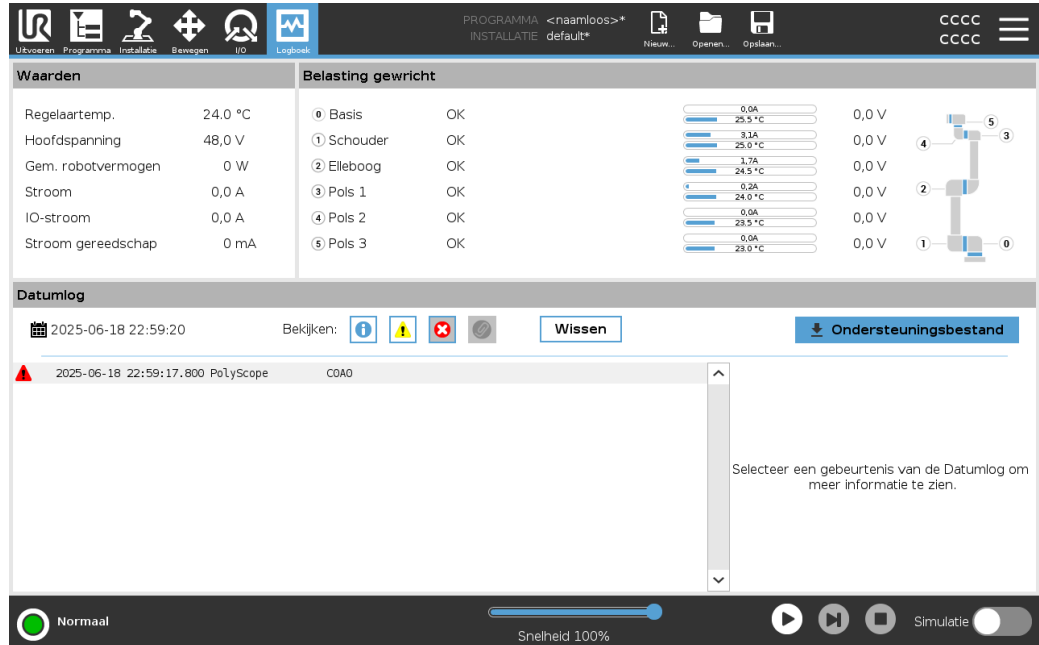 UR
Uitvoeren Programma Installatie Bewegen I/O Logboek
PROGRAMMA <naamloos>*
INSTALLATIE default*
Nieuw... Openen... Opslaan...
CCCC
CCCC
Waarden
Regelaartemp. 24.0 °C
Hoofdspanning 48,0 V
Gem. robotvermogen 0 W
Stroom 0,0 A
IO-stroom 0,0 A
Stroom gereedschap 0 mA
Belasting gewricht
0 Basis OK 0,0A 25.5 °C 0,0 V
1 Schouder OK 3,1A 25.0 °C 0,0 V
2 Elleboog OK 1,7A 24.5 °C 0,0 V
3 Pols 1 OK 0,2A 24.0 °C 0,0 V
4 Pols 2 OK 0,0A 23.5 °C 0,0 V
5 Pols 3 OK 0,0A 23.0 °C 0,0 V
5
4 3
2
1 0
Datumlog
2025-06-18 22:59:20 Bekijken: Wissen Ondersteuningsbestand
2025-06-18 22:59:17.800 PolyScope C0A0
Selecteer een gebeurtenis van de Datumlog om
meer informatie te zien.
Normaal
Snelheid 100%
Simulatie